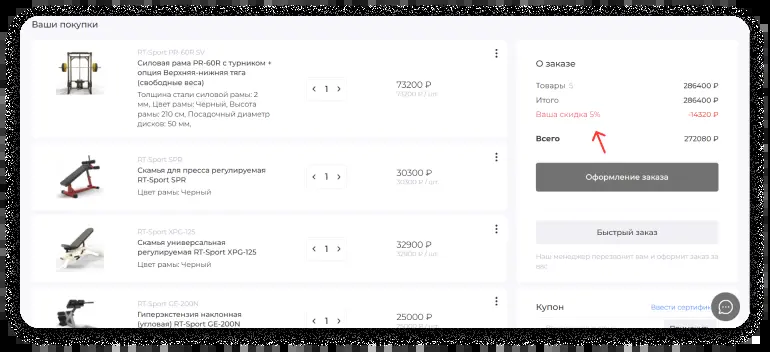 Ваши покупки
RT-Sport PR-60R SV
Силовая рама PR-60R с турником +
опция Верхняя-нижняя тяга
(свободные веса)
Толщина стали силовой рамы: 2
мм, Цвет рамы: Черный, Высота
рамы: 210 см, Посадочный диаметр
дисков: 50 мм,
1
73200 ₽
73200 ₽ / шт.
RT-Sport SPR
Скамья для пресса регулируемая
RT-Sport SPR
Цвет рамы: Черный
1
30300 ₽
30300 ₽ / шт.
RT-Sport XPG-125
Скамья универсальная
регулируемая RT-Sport XPG-125
Цвет рамы: Черный
1
32900 ₽
32900 ₽ / шт.
RT-Sport GE-200N
Гиперэкстензия наклонная
(угловая) RT-Sport GE-200N
1
25000 ₽
О заказе
Товары 5 286400 ₽
Итого 286400 ₽
Ваша скидка 5% -14320 ₽
Всего 272080 ₽
Оформление заказа
Быстрый заказ
Наш менеджер перезвонит вам и оформит заказ за
вас
Купон Ввести сертифик